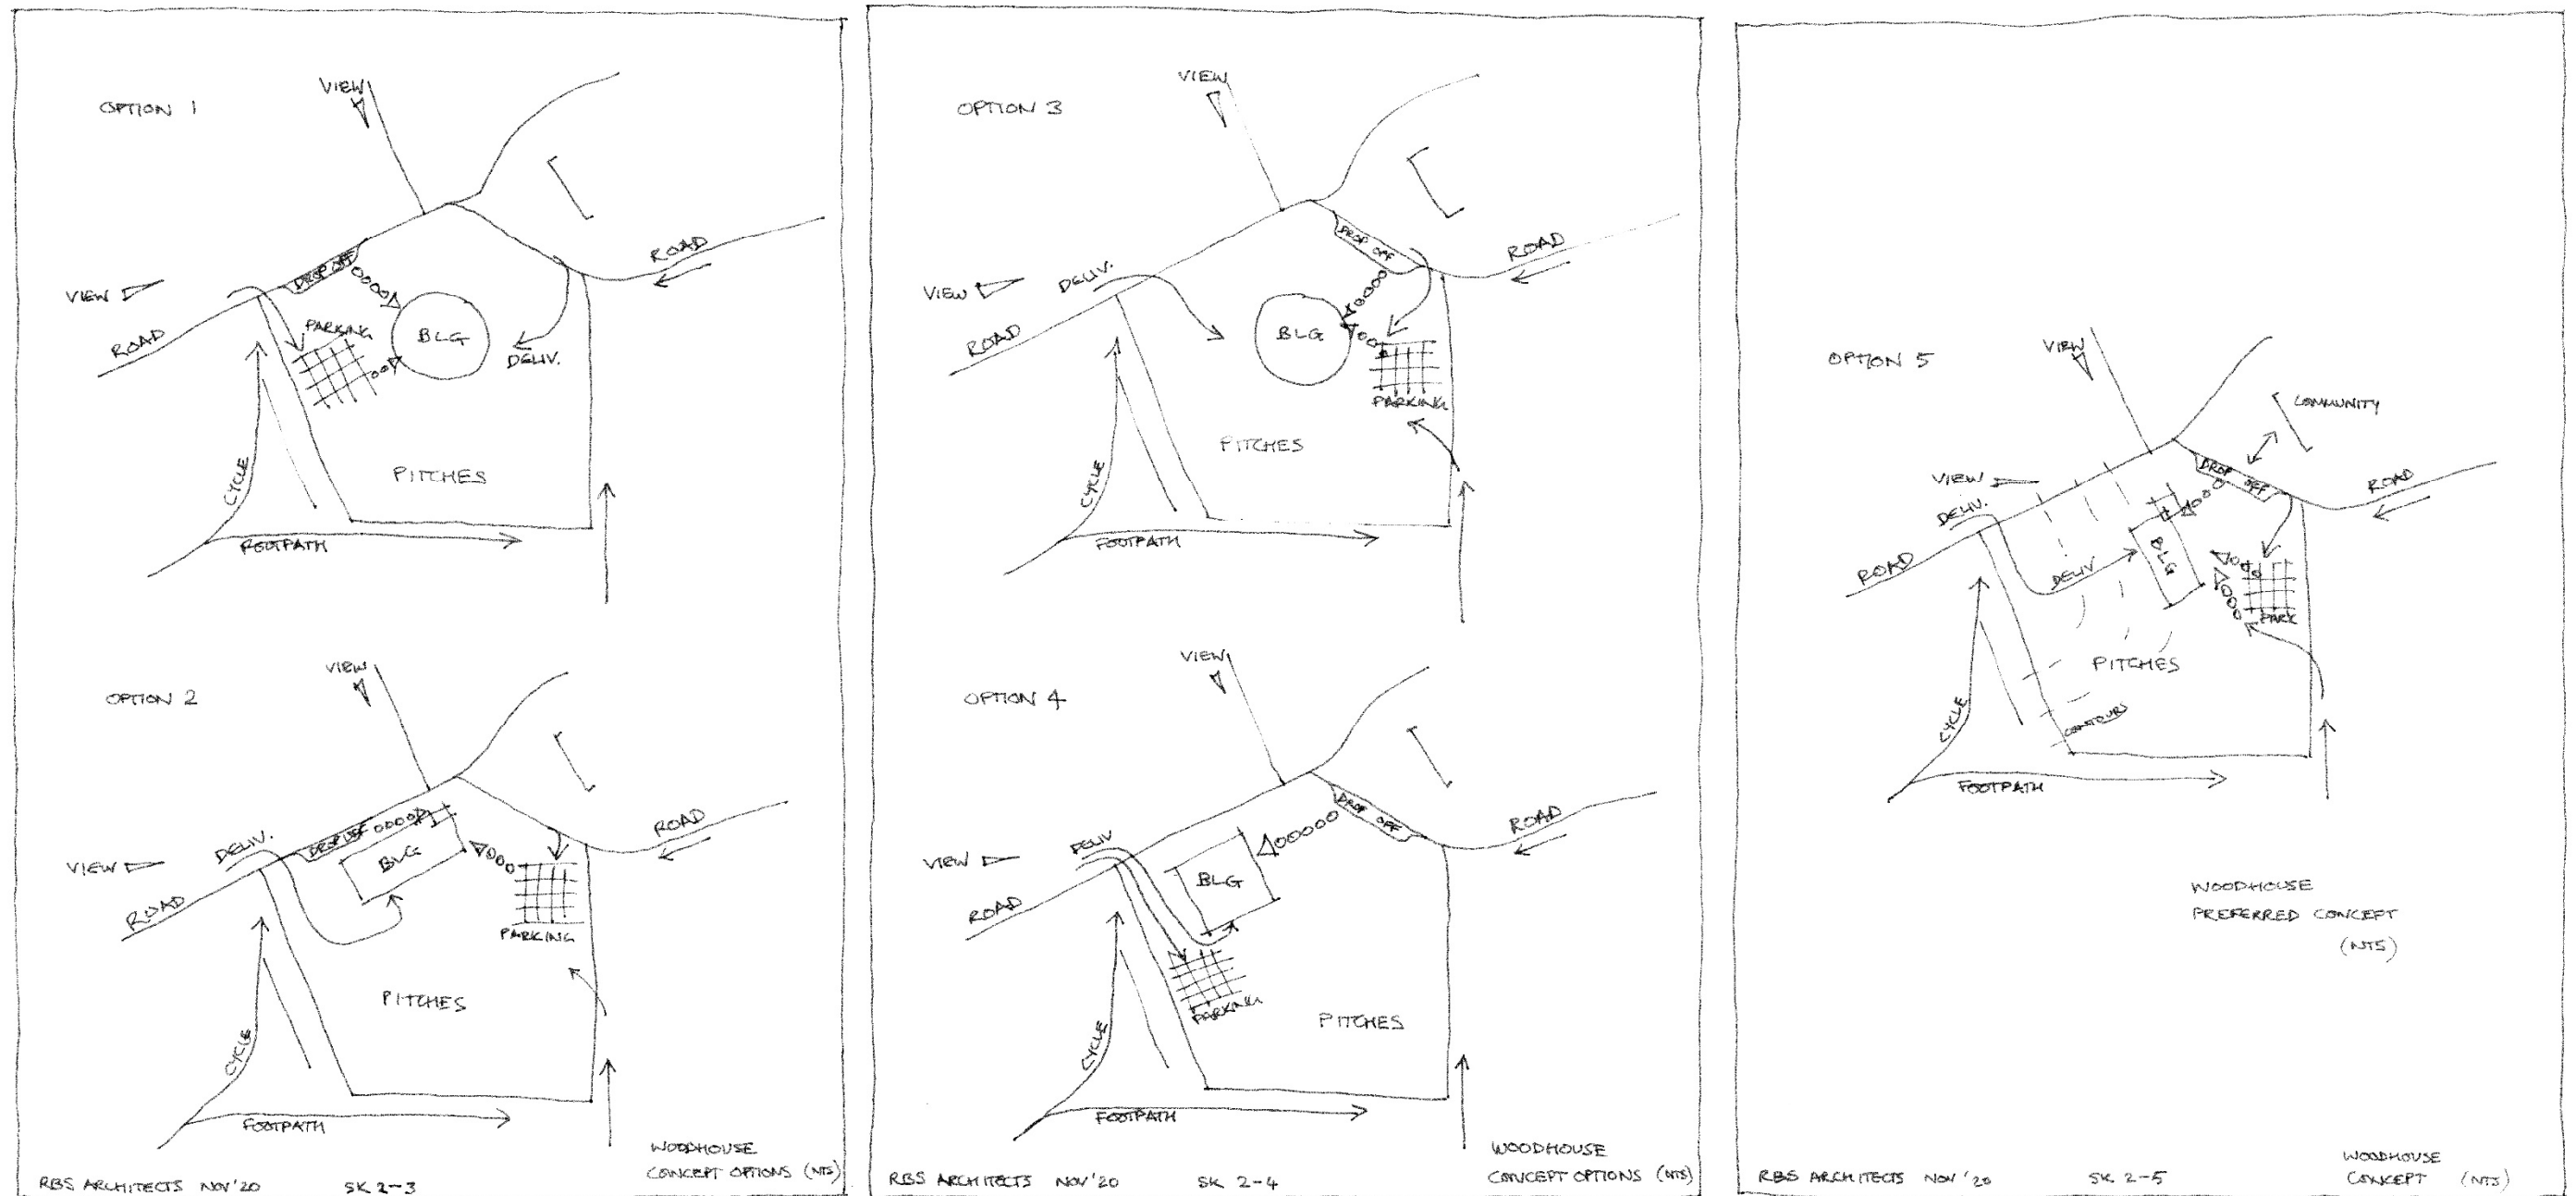 OPTION 1
VIEW
VIEW
ROAD
DROP OFF
ROAD
PARKING
BLG
DELIV.
CYCLE
PITCHES
FOOTPATH
OPTION 2
VIEW
VIEW
DELIV.
DROP OFF
ROAD
ROAD
BLG
PARKING
CYCLE
PITCHES
FOOTPATH
WOODHOUSE
CONCEPT OPTIONS (NTS)
RBS ARCHITECTS NOV '20 SK 2-3
OPTION 3
VIEW
VIEW
DELIV.
DROP OFF
ROAD
ROAD
BLG
PARKING
CYCLE
PITCHES
FOOTPATH
OPTION 4
VIEW
VIEW
DELIV
DROP OFF
ROAD
ROAD
BLG
PARKING
CYCLE
PITCHES
FOOTPATH
WOODHOUSE
CONCEPT OPTIONS (NTS)
RBS ARCHITECTS NOV '20 SK 2-4
OPTION 5
VIEW
COMMUNITY
VIEW
DROP OFF
ROAD
DELIV.
ROAD
DELIV
BLG
PARK
PITCHES
CYCLE
CONTOURS
FOOTPATH
WOODHOUSE
PREFERRED CONCEPT
(NTS)
WOODHOUSE
CONCEPT (NTS)
RBS ARCHITECTS NOV '20 SK 2-5